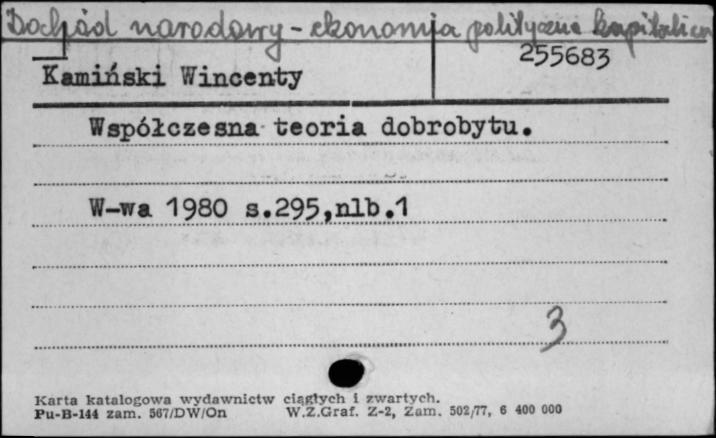 Dochód narodowy - ekonomia polityczna kapitalizm
255683
Kamiński Wincenty
Współczesna teoria dobrobytu.
W-wa 1980 s.295,nlb.1
3
Karta katalogowa wydawnictw ciągłych i zwartych.
Pu-B-144 zam. 567/DW/On W.Z.Graf. Z-2, Zam. 502/77, 6 400 000